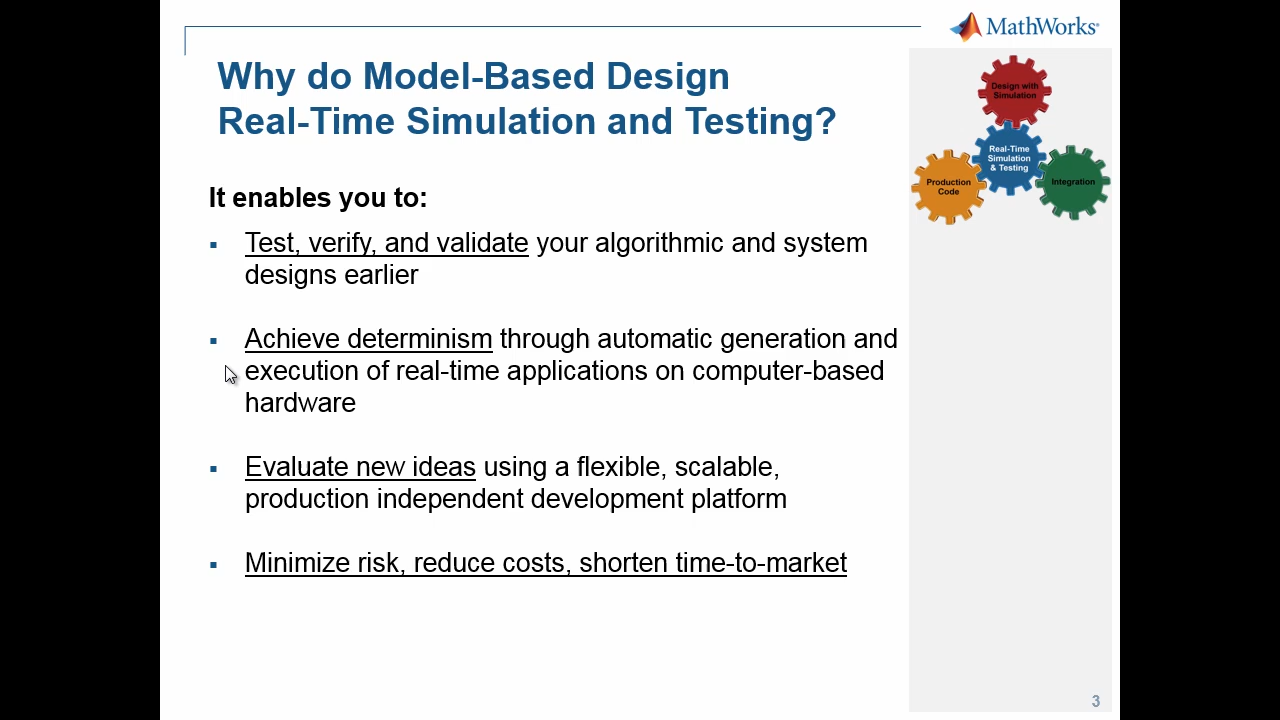 MathWorks®
Why do Model-Based Design
Real-Time Simulation and Testing?
Design with
Simulation
Real-Time
Simulation
& Testing
Production
Code
Integration
It enables you to:
▪ Test, verify, and validate your algorithmic and system
designs earlier
▪ Achieve determinism through automatic generation and
execution of real-time applications on computer-based
hardware
▪ Evaluate new ideas using a flexible, scalable,
production independent development platform
▪ Minimize risk, reduce costs, shorten time-to-market
3